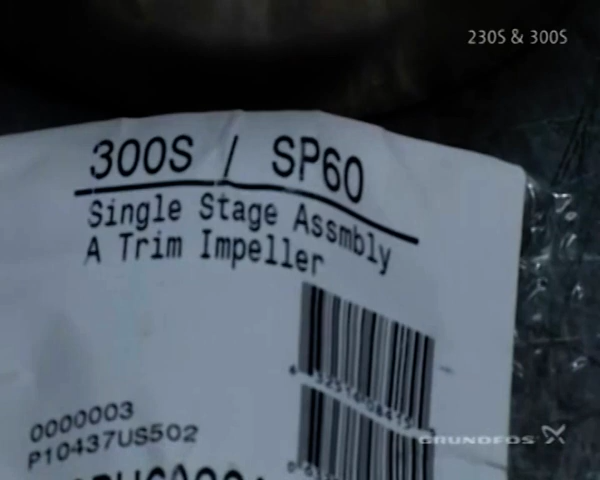 230S & 300S
300S / SP60
Single Stage Assmbly
A Trim Impeller
0000003
P10437US502
GRUNDFOS